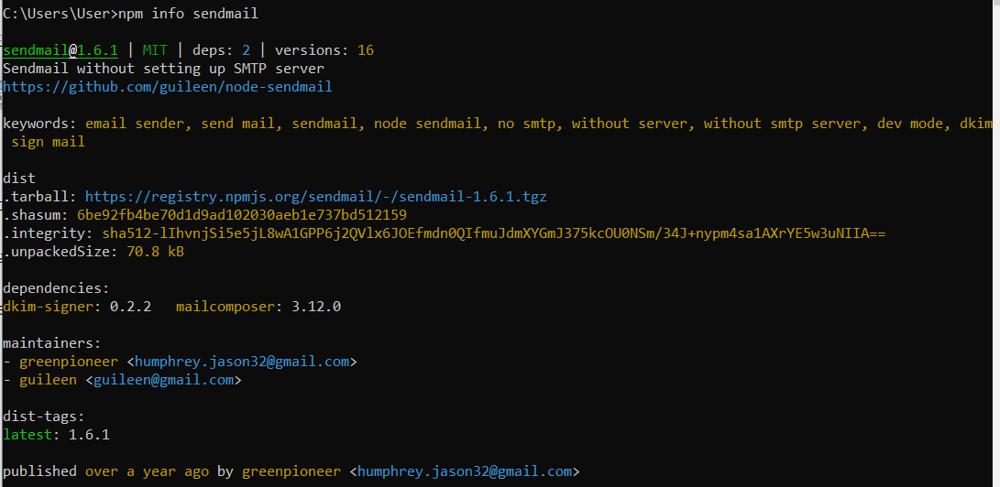 C:\Users\User>npm info sendmail
sendmail@1.6.1 | MIT | deps: 2 | versions: 16
Sendmail without setting up SMTP server
https://github.com/guileen/node-sendmail
keywords: email sender, send mail, sendmail, node sendmail, no smtp, without server, without smtp server, dev mode, dkim
sign mail
dist
.tarball: https://registry.npmjs.org/sendmail/-/sendmail-1.6.1.tgz
.shasum: 6be92fb4be70d1d9ad102030aeb1e737bd512159
.integrity: sha512-lIhvnjSi5e5jL8wA1GPP6j2QVlx6JOEfmdn0QIfmuJdmXYGmJ375kcOU0NSm/34J+nypm4sa1AXrYE5w3uNIIA==
.unpackedSize: 70.8 kB
dependencies:
dkim-signer: 0.2.2 mailcomposer: 3.12.0
maintainers:
- greenpioneer <humphrey.jason32@gmail.com>
- guileen <guileen@gmail.com>
dist-tags:
latest: 1.6.1
published over a year ago by greenpioneer <humphrey.jason32@gmail.com>